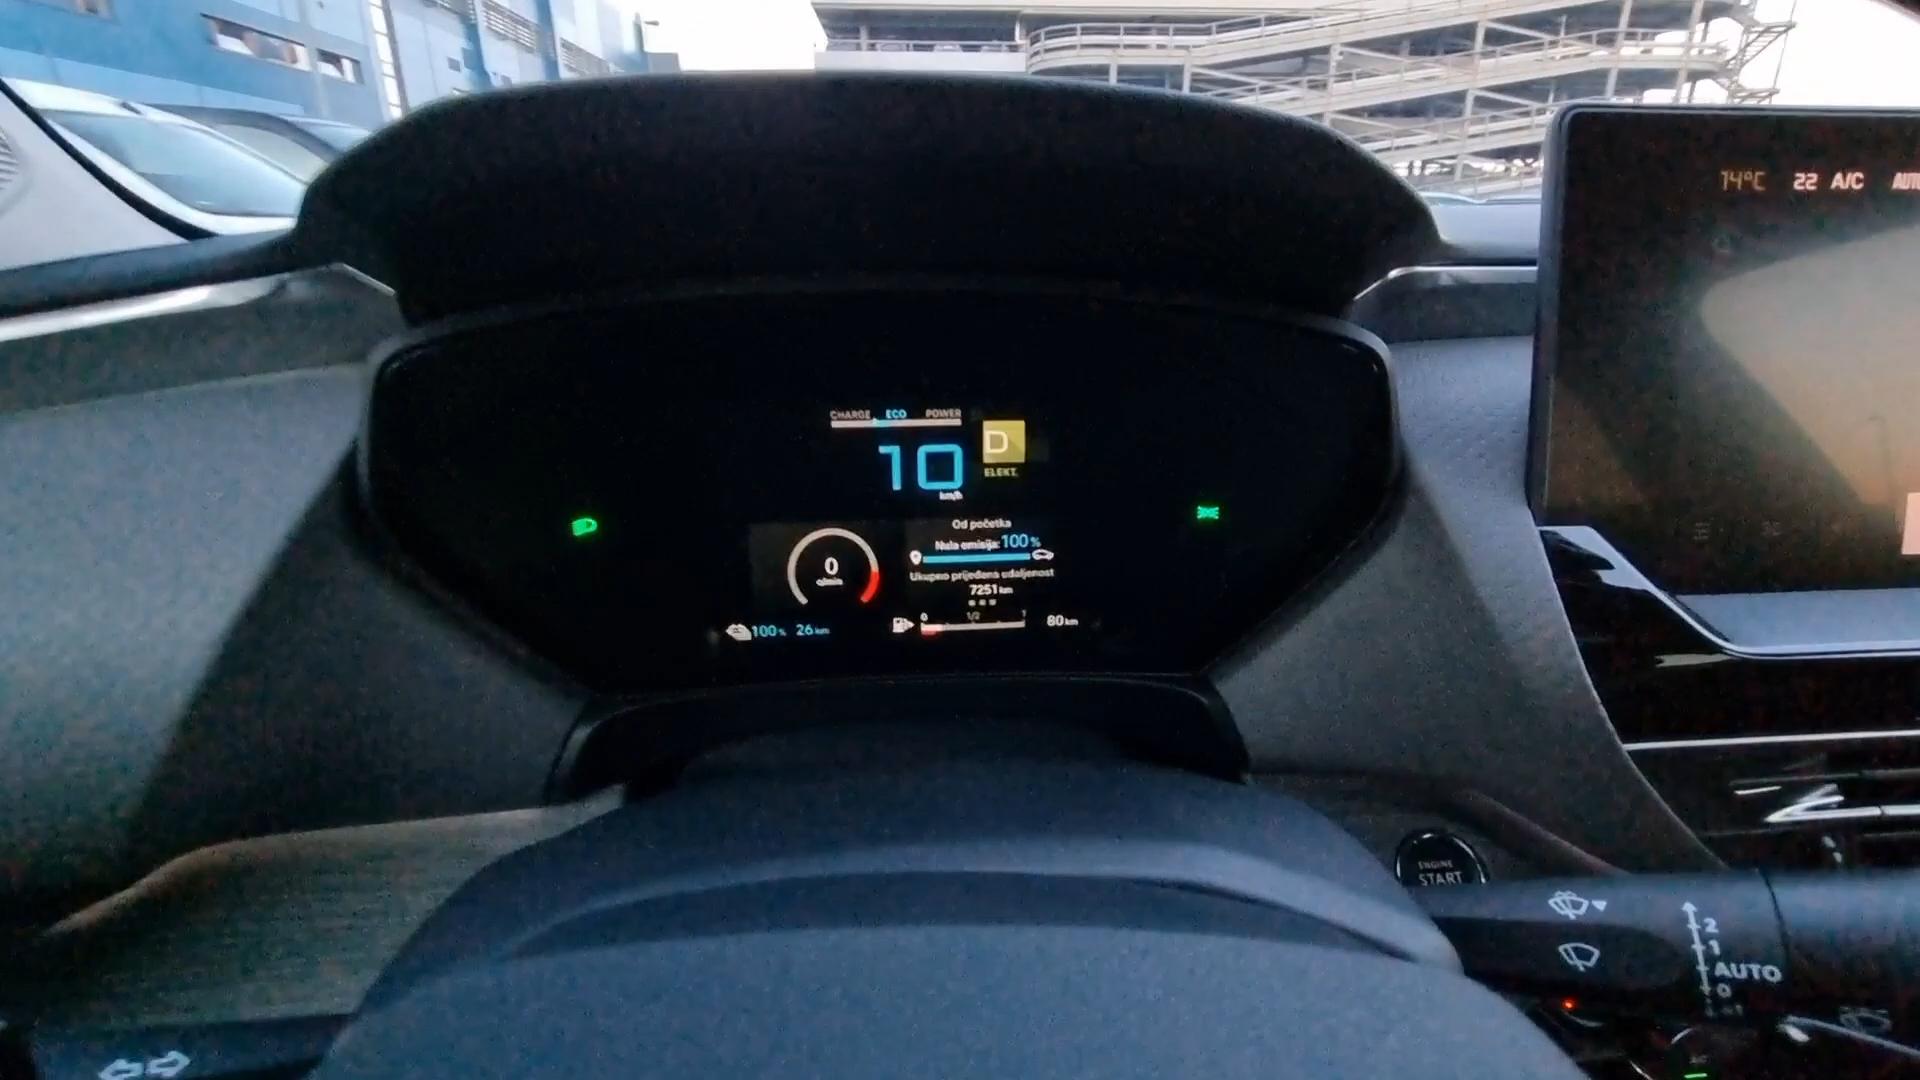 14°C 22 A/C AUT
CHARGE ECO POWER
10 D
km/h ELEKT.
Od početka
Nula emisija: 100 %
0
o/min
Ukupno prijeđena udaljenost
7251 km
0 1/2 1
100 % 26 km 80 km
ENGINE
START
2
1
AUTO
0